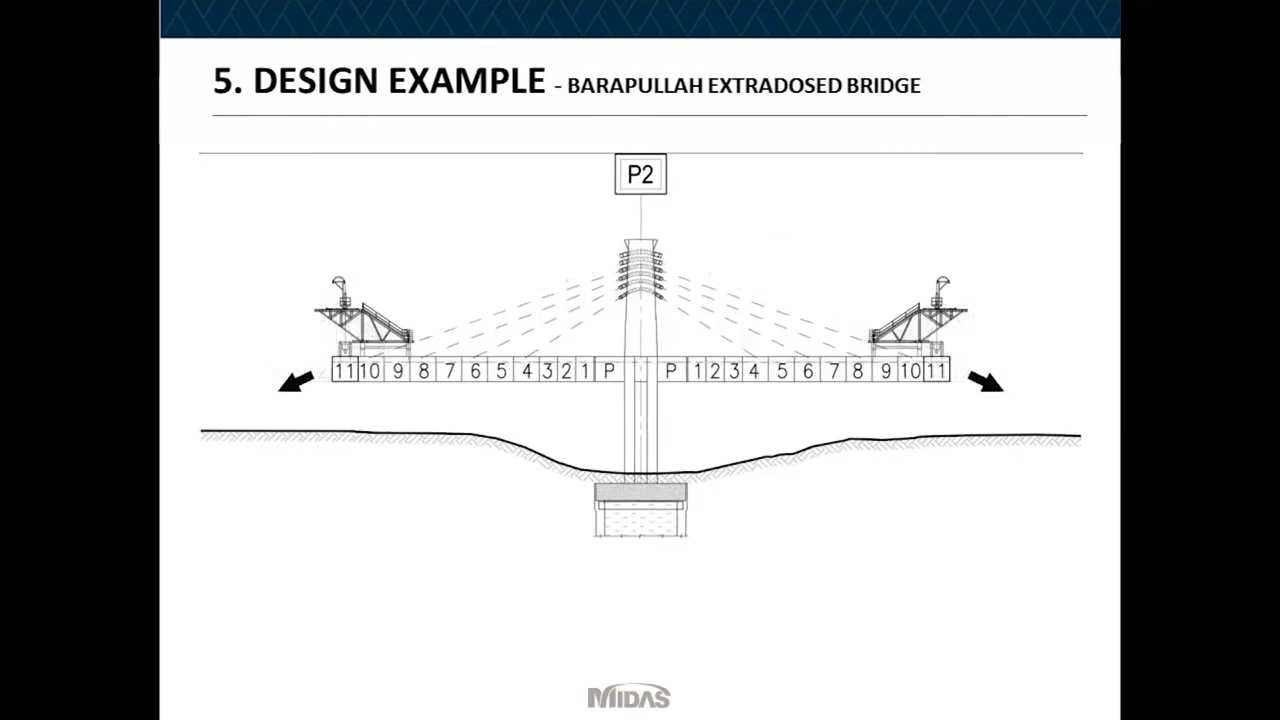 5. DESIGN EXAMPLE - BARAPULLAH EXTRADOSED BRIDGE
P2
11 10 9 8 7 6 5 4 3 2 1 P P 1 2 3 4 5 6 7 8 9 10 11
MIDAS